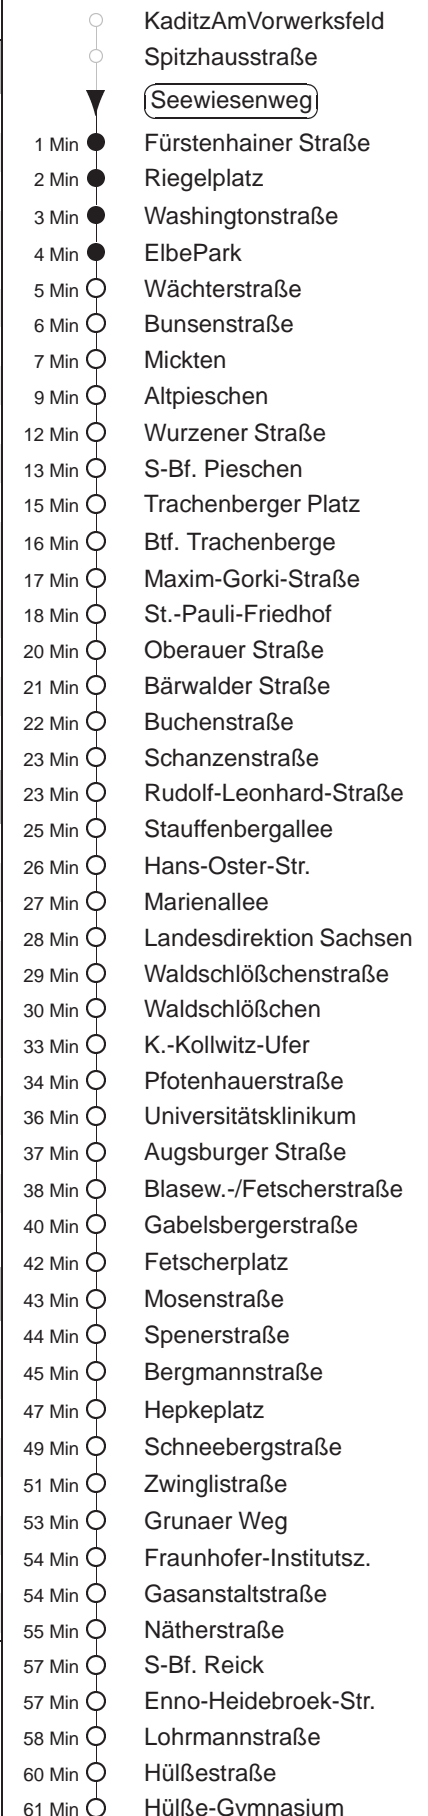 KaditzAmVorwerksfeld
Spitzhausstraße
Seewiesenweg
1 Min Fürstenhainer Straße
2 Min Riegelplatz
3 Min Washingtonstraße
4 Min ElbePark
5 Min Wächterstraße
6 Min Bunsenstraße
7 Min Mickten
9 Min Altpieschen
12 Min Wurzener Straße
13 Min S-Bf. Pieschen
15 Min Trachenberger Platz
16 Min Btf. Trachenberge
17 Min Maxim-Gorki-Straße
18 Min St.-Pauli-Friedhof
20 Min Oberauer Straße
21 Min Bärwalder Straße
22 Min Buchenstraße
23 Min Schanzenstraße
23 Min Rudolf-Leonhard-Straße
25 Min Stauffenbergallee
26 Min Hans-Oster-Str.
27 Min Marienallee
28 Min Landesdirektion Sachsen
29 Min Waldschlößchenstraße
30 Min Waldschlößchen
33 Min K.-Kollwitz-Ufer
34 Min Pfotenhauerstraße
36 Min Universitätsklinikum
37 Min Augsburger Straße
38 Min Blasew.-/Fetscherstraße
40 Min Gabelsbergerstraße
42 Min Fetscherplatz
43 Min Mosenstraße
44 Min Spenerstraße
45 Min Bergmannstraße
47 Min Hepkeplatz
49 Min Schneebergstraße
51 Min Zwinglistraße
53 Min Grunaer Weg
54 Min Fraunhofer-Institutsz.
54 Min Gasanstaltstraße
55 Min Nätherstraße
57 Min S-Bf. Reick
57 Min Enno-Heidebroek-Str.
58 Min Lohrmannstraße
60 Min Hülßestraße
61 Min Hülße-Gymnasium